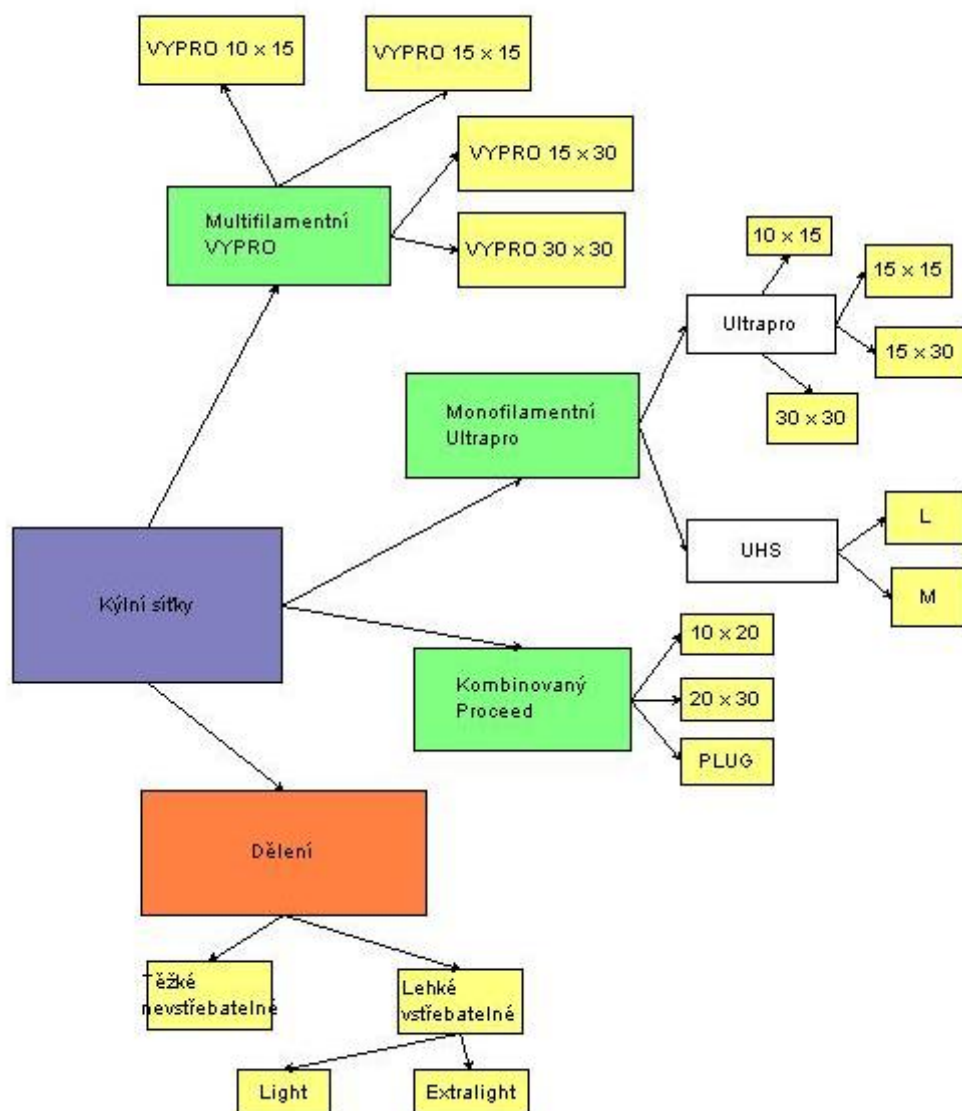 VYPRO 10 x 15
VYPRO 15 x 15
VYPRO 15 x 30
Multifilamentní
VYPRO
VYPRO 30 x 30
10 x 15
15 x 15
Ultrapro
15 x 30
30 x 30
Monofilamentní
Ultrapro
L
UHS
M
Kýlní síťky
10 x 20
Kombinovaný
Proceed
20 x 30
PLUG
Dělení
Těžké
nevstřebatelné
Lehké
vstřebatelné
Light
Extralight